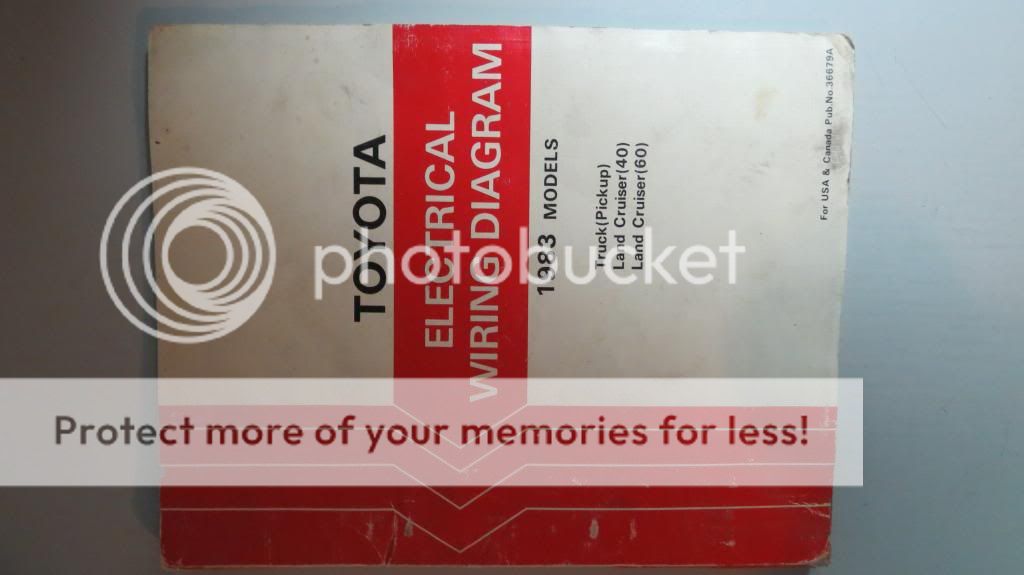 TOYOTA
ELECTRICAL
WIRING DIAGRAM
1983 MODELS
Truck(Pickup)
Land Cruiser(40)
Land Cruiser(60)
For USA & Canada Pub.No.36679A
photobucket
Protect more of your memories for less!